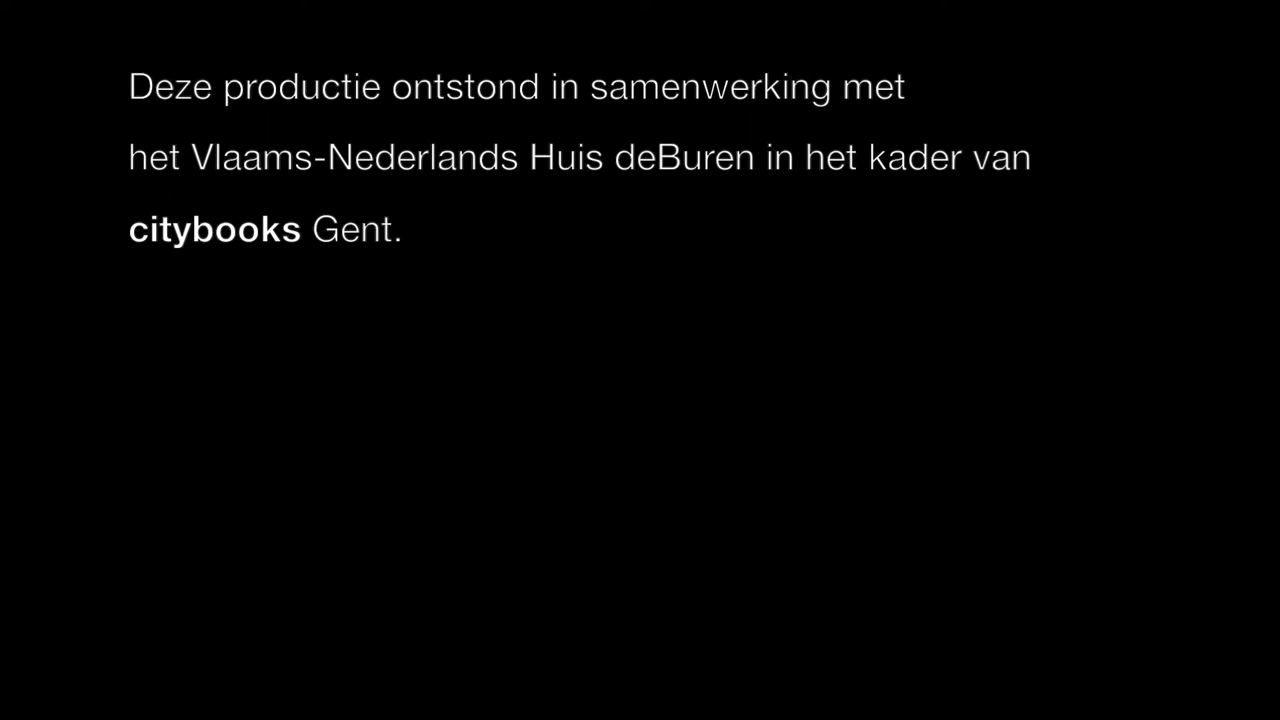 Deze productie ontstond in samenwerking met
het Vlaams-Nederlands Huis deBuren in het kader van
citybooks Gent.